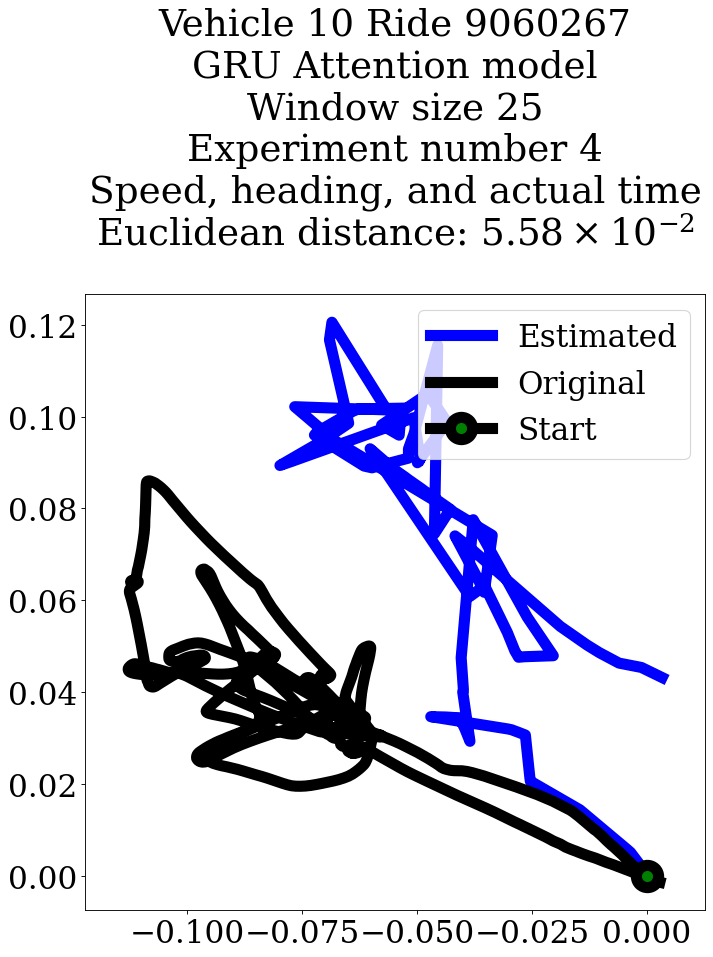 Vehicle 10 Ride 9060267
GRU Attention model
Window size 25
Experiment number 4
Speed, heading, and actual time
Euclidean distance: 5.58 × 10⁻²
Estimated
Original
Start
0.12
0.10
0.08
0.06
0.04
0.02
0.00
−0.100 −0.075 −0.050 −0.025 0.000